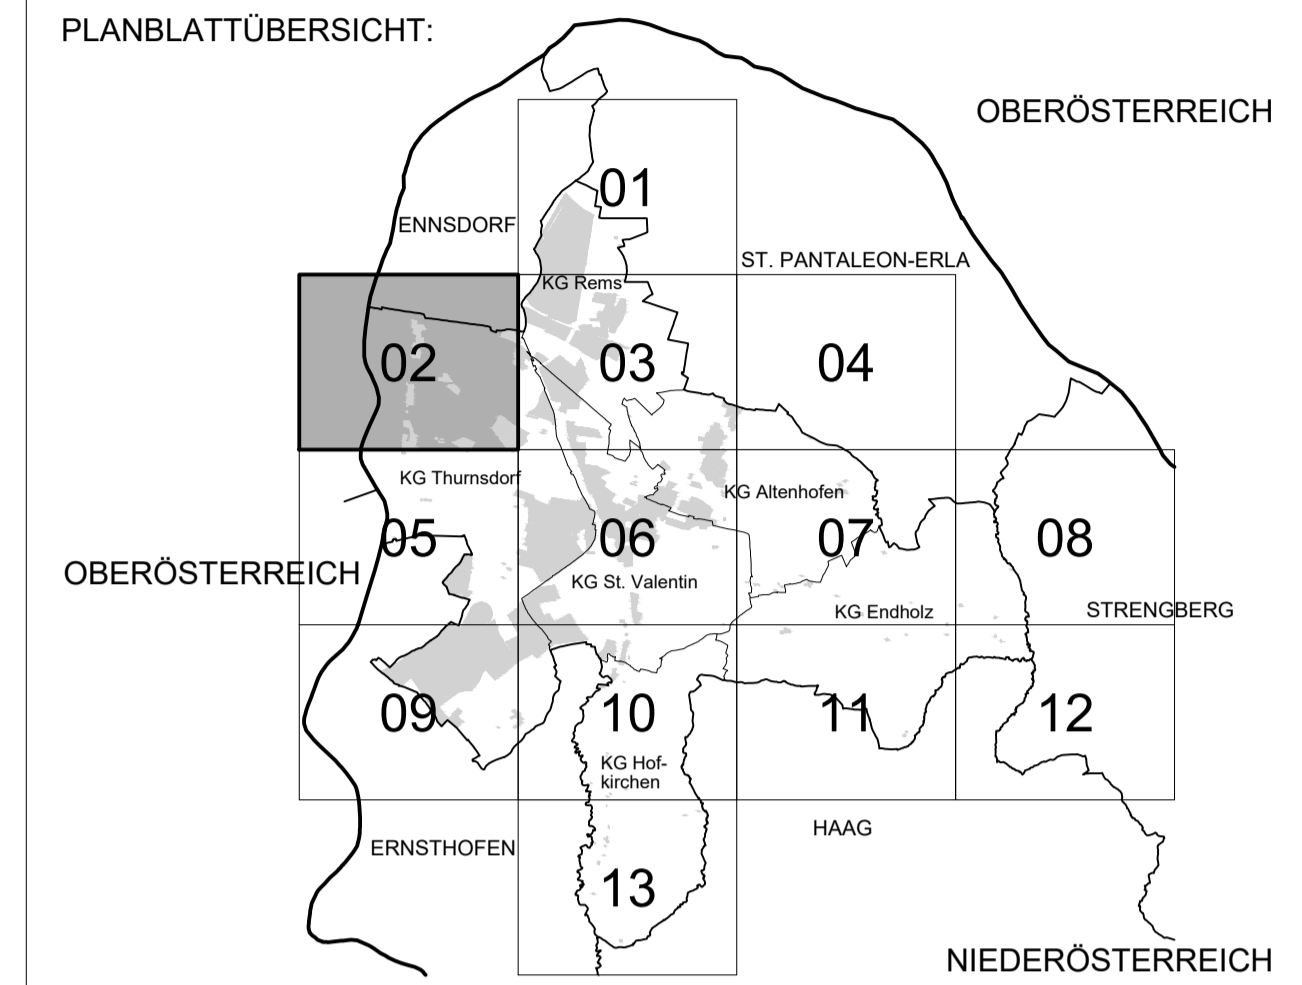 PLANBLATTÜBERSICHT:
OBERÖSTERREICH
01
ENNSDORF
ST. PANTALEON-ERLA
KG Rems
02
03
04
KG Thurnsdorf
KG Altenhofen
05
06
07
08
OBERÖSTERREICH
KG St. Valentin
KG Endholz
STRENGBERG
09
10
11
12
KG Hof-
kirchen
HAAG
ERNSTHOFEN
13
NIEDERÖSTERREICH